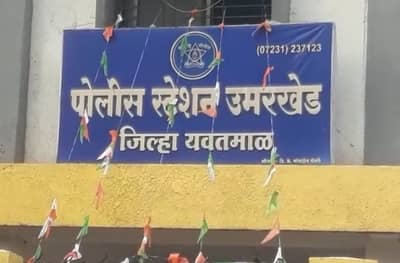 (07231) 237123
पोलीस स्टेशन उमरखेड
जिल्हा यवतमाळ